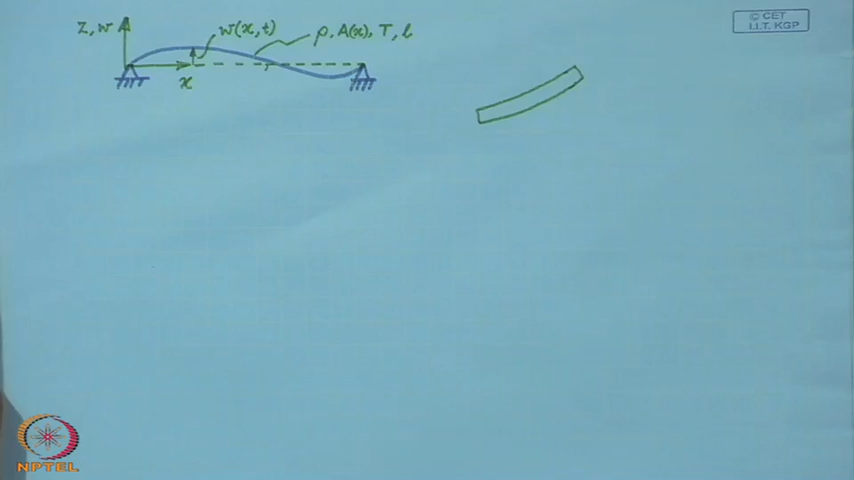 z, w
w(x,t)
ρ, A(x), T, l
x
© CET
I.I.T. KGP
NPTEL